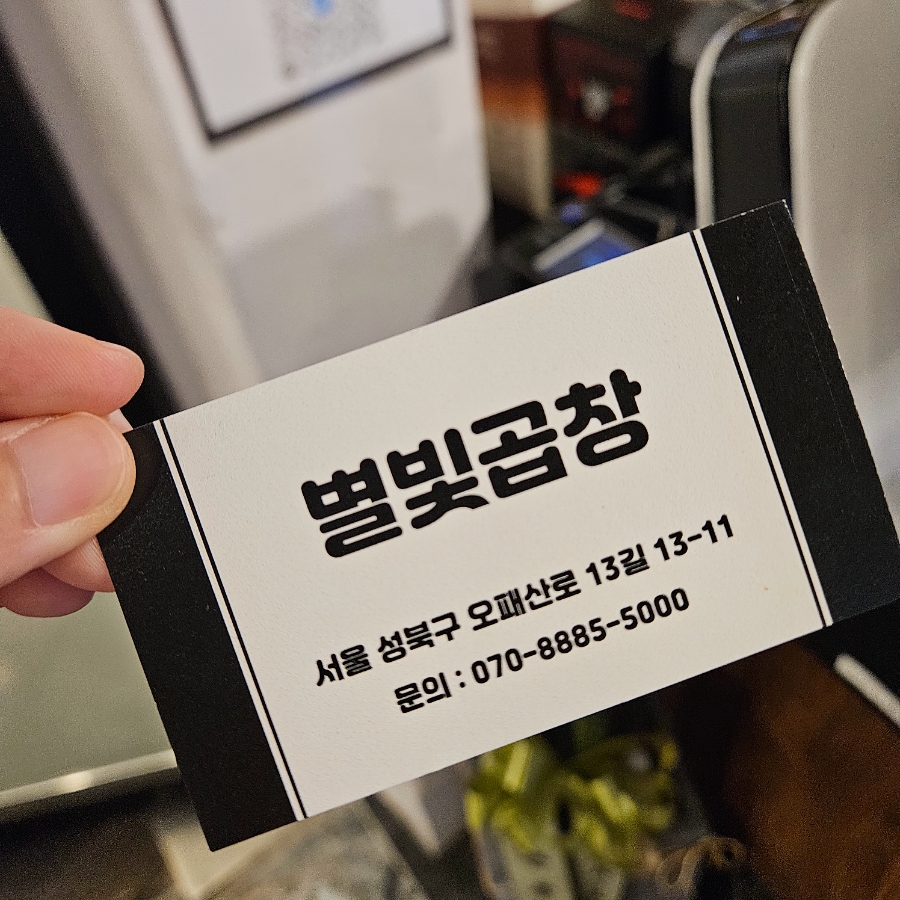 별빛곱창
서울 성북구 오패산로 13길 13-11
문의 : 070-8885-5000